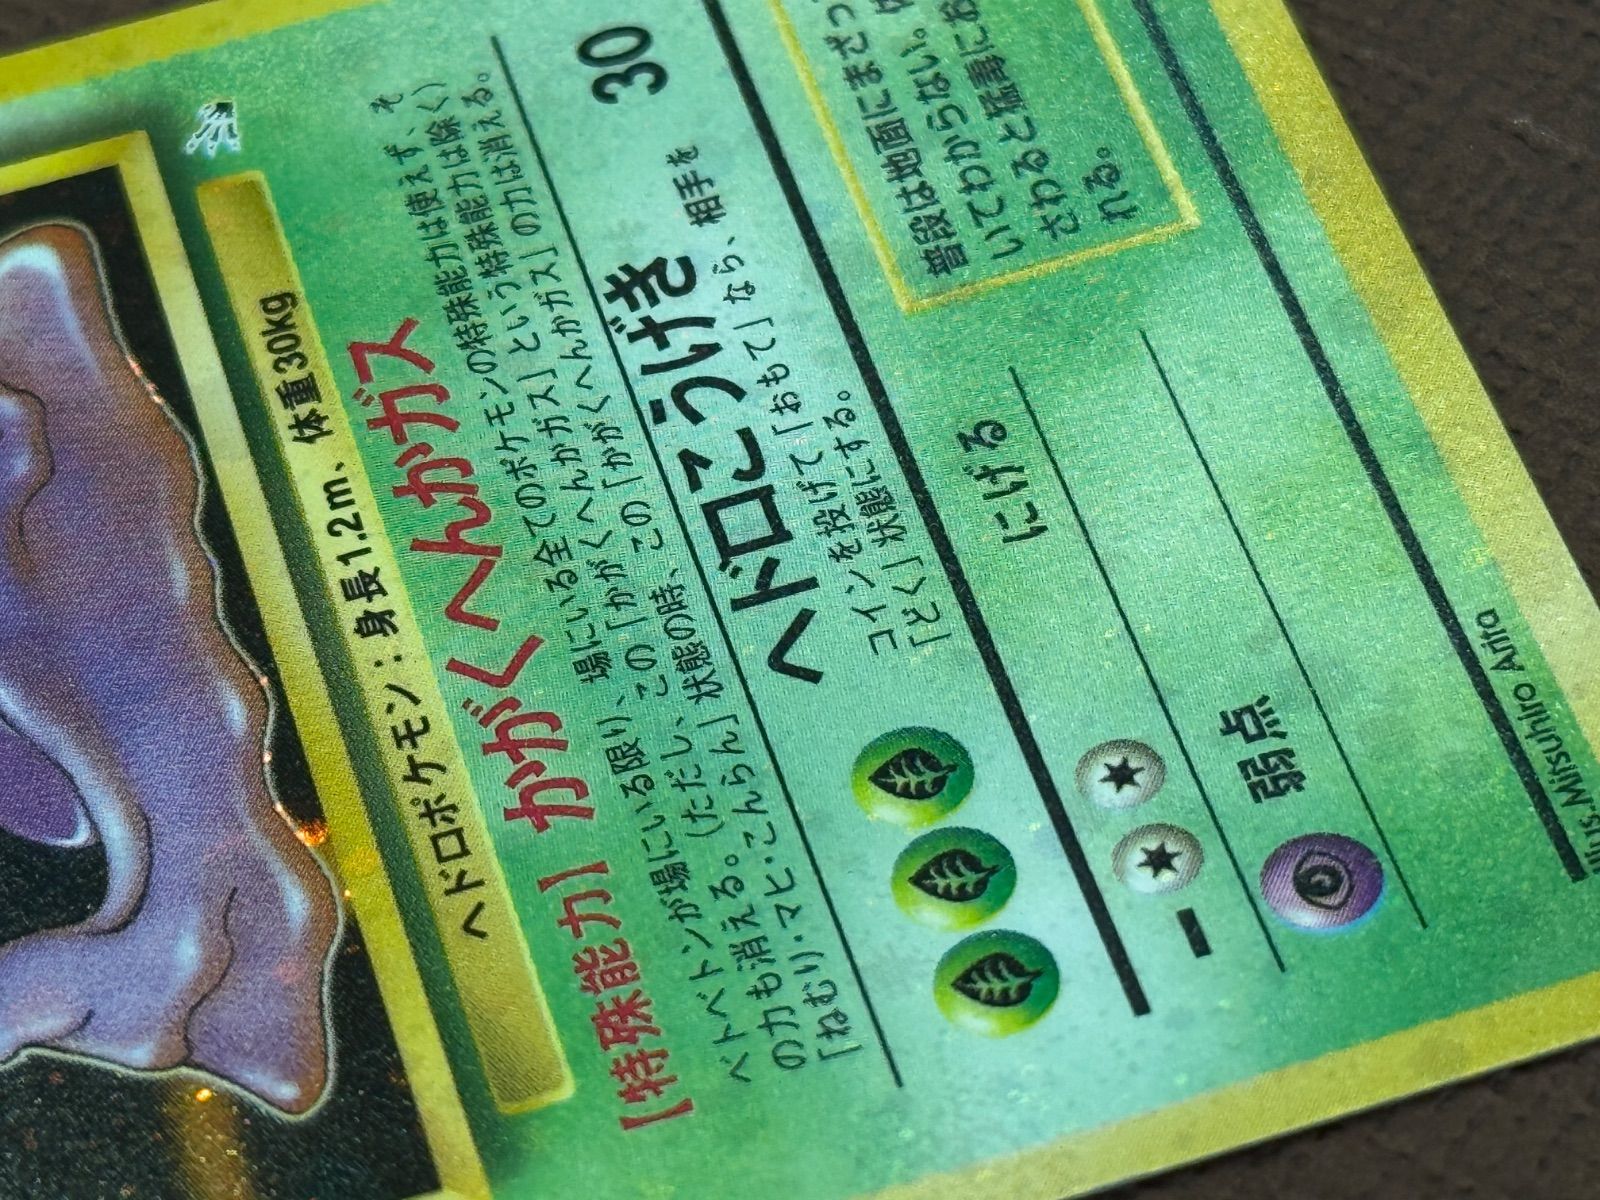 ヘドロポケモン：身長1.2m、体重30kg
【特殊能力】かがくへんかガス
ベトベトンが場にいる限り、場にいる全てのポケモンの特殊能力は使えず、そ
の力も消える。(ただし、この「かがくへんかガス」という特殊能力は除く)
「ねむり・マヒ・こんらん」状態の時、この「かがくへんかガス」の力は消える。
ヘドロこうげき 30
コインを投げて「おもて」なら、相手を
「どく」状態にする。
弱点
にげる
普段は地面にまざっ
いてわからない。
さわると猛毒にお
れる。
Illus. Mitsuhiro Arita